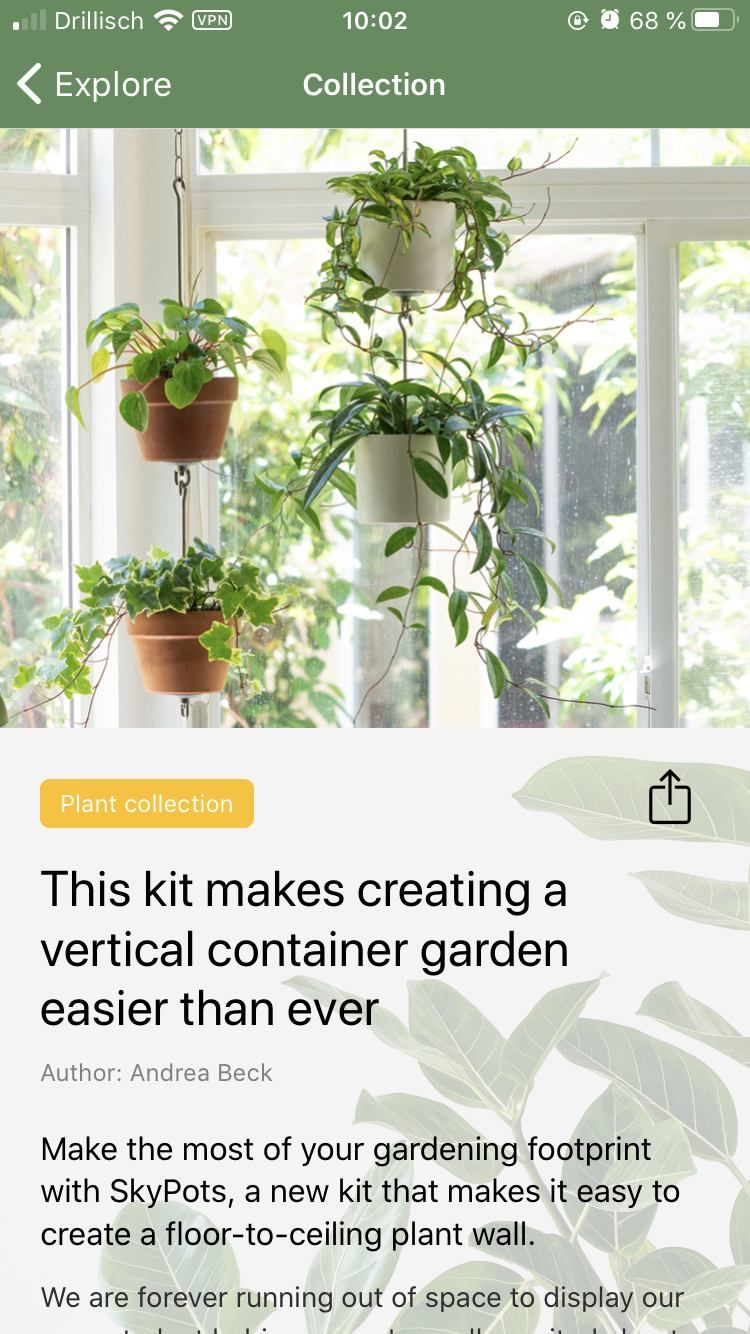 Drillisch VPN 10:02 68 %
Explore Collection
Plant collection
This kit makes creating a
vertical container garden
easier than ever
Author: Andrea Beck
Make the most of your gardening footprint
with SkyPots, a new kit that makes it easy to
create a floor-to-ceiling plant wall.
We are forever running out of space to display our